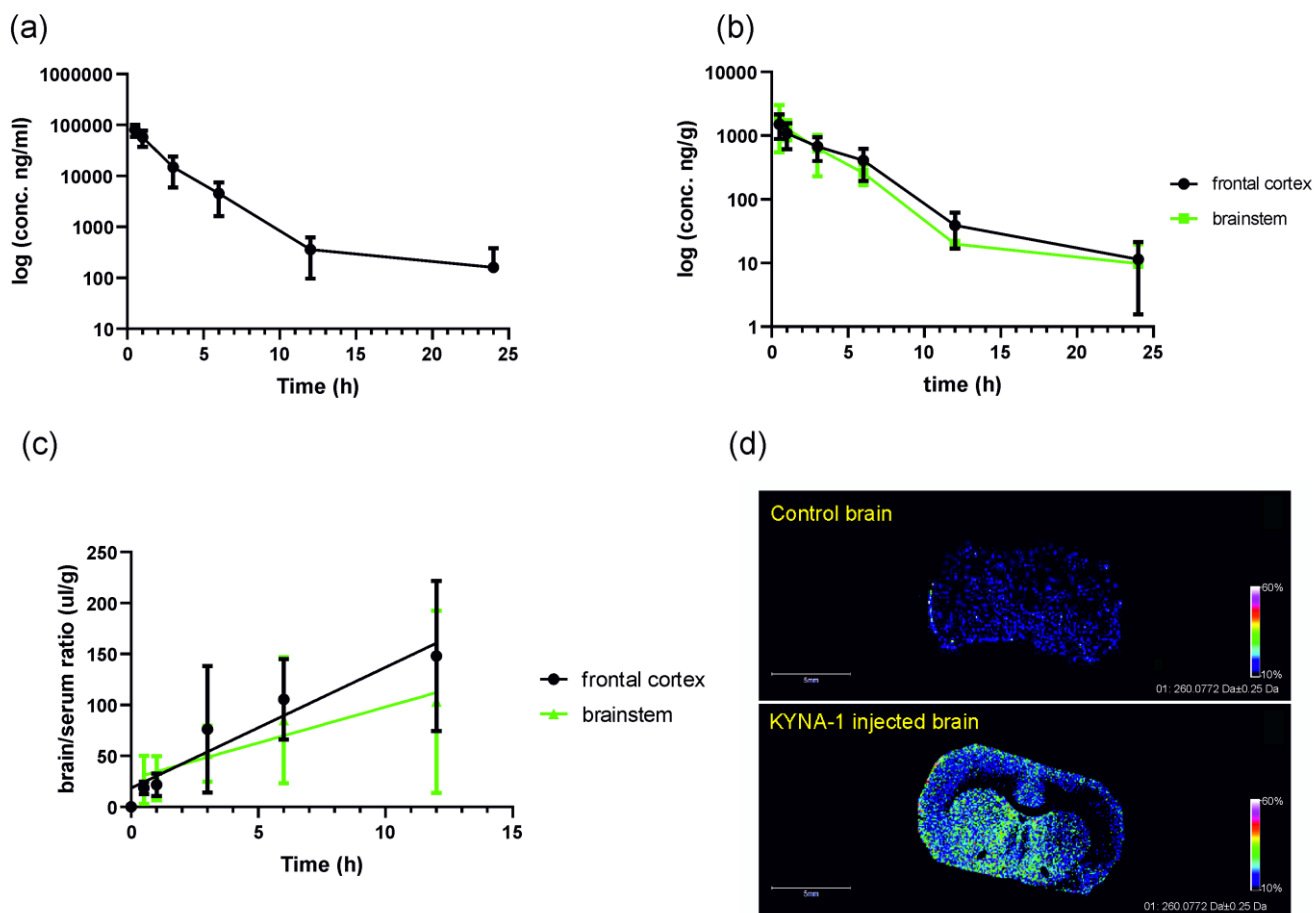 (a)
1000000
100000
10000
1000
100
10
log (conc. ng/ml)
0 5 10 15 20 25
Time (h)
(b)
10000
1000
100
10
1
log (conc. ng/g)
0 5 10 15 20 25
time (h)
frontal cortex
brainstem
(c)
250
200
150
100
50
0
brain/serum ratio (ul/g)
0 5 10 15
Time (h)
frontal cortex
brainstem
(d)
Control brain
60%
10%
5mm
01: 260.0772 Da±0.25 Da
KYNA-1 injected brain
60%
10%
5mm
01: 260.0772 Da±0.25 Da